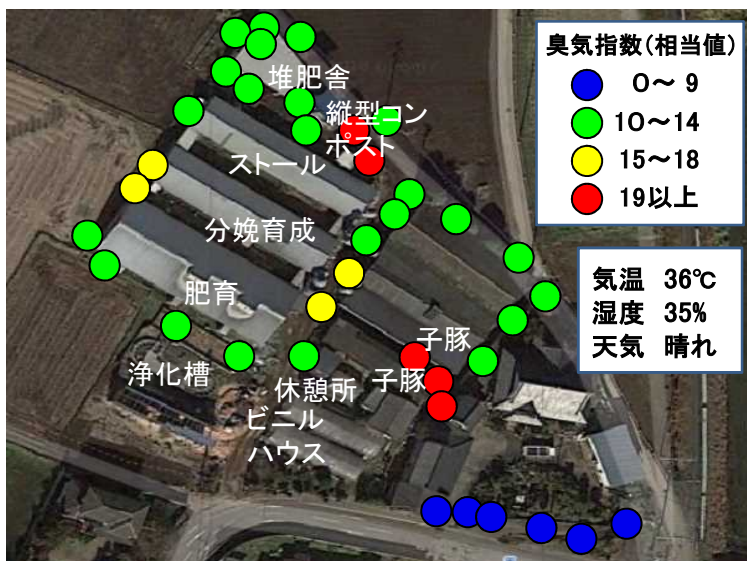 臭気指数(相当値)
0～ 9
10～14
15～18
19以上
気温 36℃
湿度 35%
天気 晴れ
堆肥舎
縦型コン
ポスト
ストール
分娩育成
肥育
子豚
子豚
浄化槽
休憩所
ビニル
ハウス